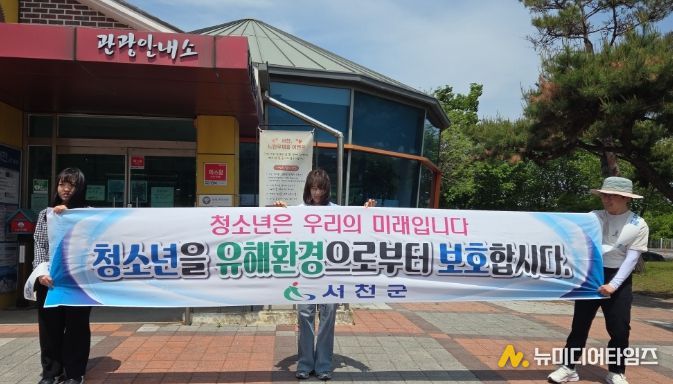 관광안내소
청소년은 우리의 미래입니다
청소년을 유해환경으로부터 보호합시다.
서천군
뉴미디어타임즈